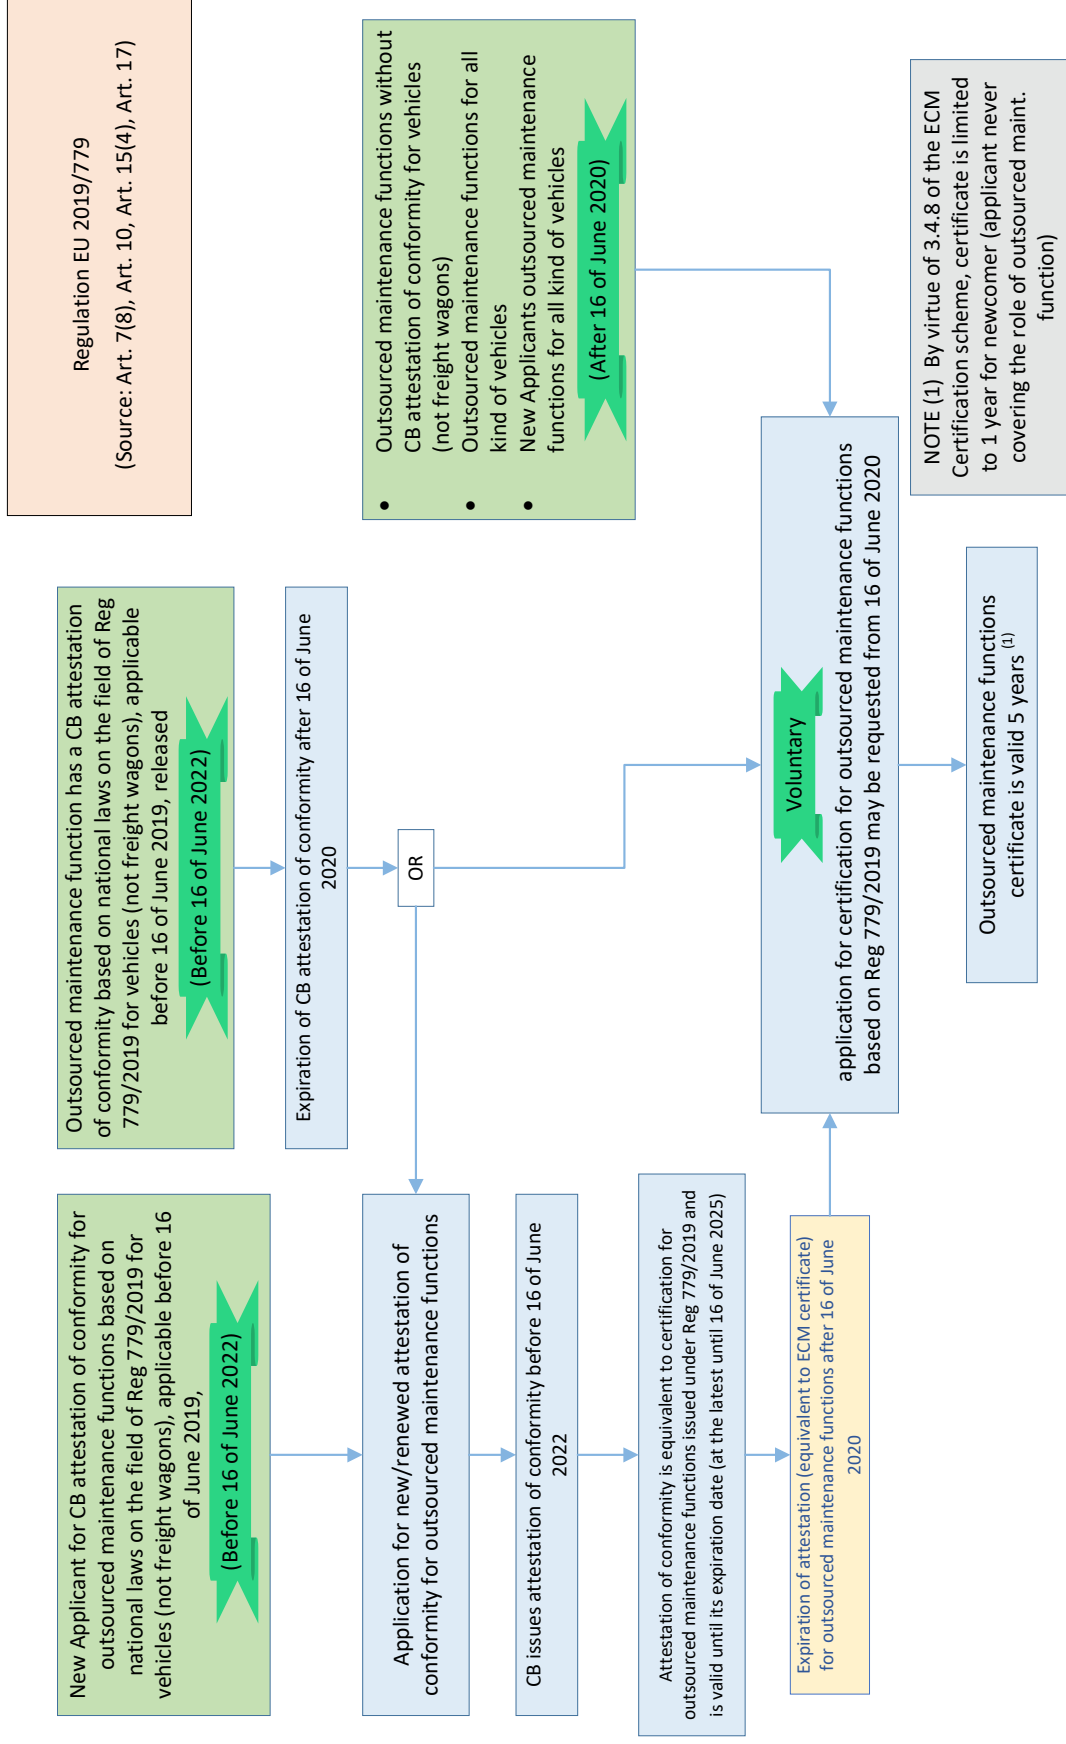 Regulation EU 2019/779
(Source: Art. 7(8), Art. 10, Art. 15(4), Art. 17)
New Applicant for CB attestation of conformity for
outsourced maintenance functions based on
national laws on the field of Reg 779/2019 for
vehicles (not freight wagons), applicable before 16
of June 2019,
(Before 16 of June 2022)
Outsourced maintenance function has a CB attestation
of conformity based on national laws on the field of Reg
779/2019 for vehicles (not freight wagons), applicable
before 16 of June 2019, released
(Before 16 of June 2022)
Expiration of CB attestation of conformity after 16 of June
2020
OR
• Outsourced maintenance functions without
CB attestation of conformity for vehicles
(not freight wagons)
• Outsourced maintenance functions for all
kind of vehicles
• New Applicants outsourced maintenance
functions for all kind of vehicles
(After 16 of June 2020)
Application for new/renewed attestation of
conformity for outsourced maintenance functions
CB issues attestation of conformity before 16 of June
2022
Attestation of conformity is equivalent to certification for
outsourced maintenance functions issued under Reg 779/2019 and
is valid until its expiration date (at the latest until 16 of June 2025)
Expiration of attestation (equivalent to ECM certificate)
for outsourced maintenance functions after 16 of June
2020
Voluntary
application for certification for outsourced maintenance functions
based on Reg 779/2019 may be requested from 16 of June 2020
Outsourced maintenance functions
certificate is valid 5 years (1)
NOTE (1) By virtue of 3.4.8 of the ECM
Certification scheme, certificate is limited
to 1 year for newcomer (applicant never
covering the role of outsourced maint.
function)